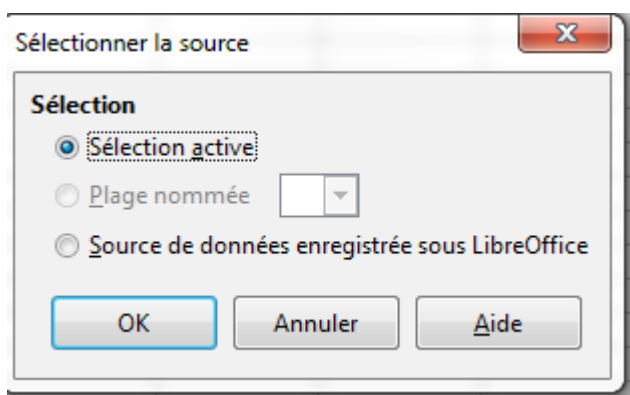 Sélectionner la source
Sélection
Sélection active
Plage nommée
Source de données enregistrée sous LibreOffice
OK Annuler Aide